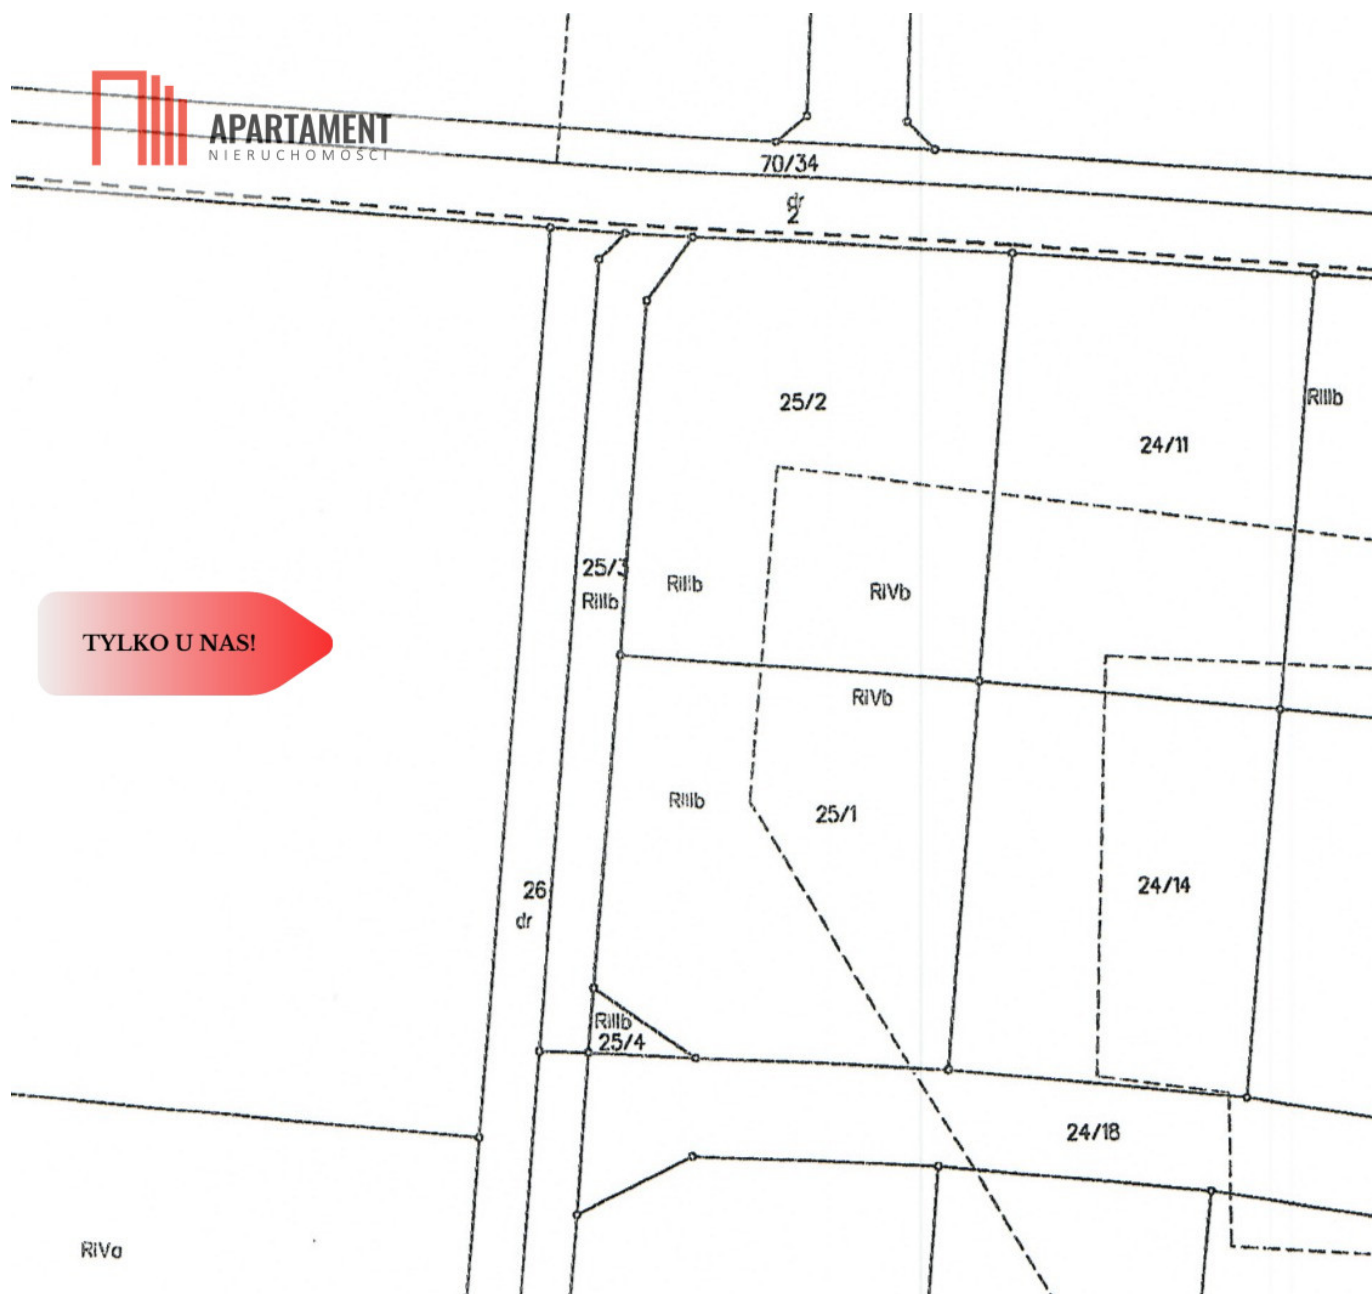 APARTAMENT
NIERUCHOMOŚCI
70/34
dr
2
25/2
RIIIb
24/11
25/3
RIIIb
RIIIb
RIVb
TYLKO U NAS!
RIVb
RIIIb
25/1
26
dr
24/14
RIIIb
25/4
24/18
RIVa